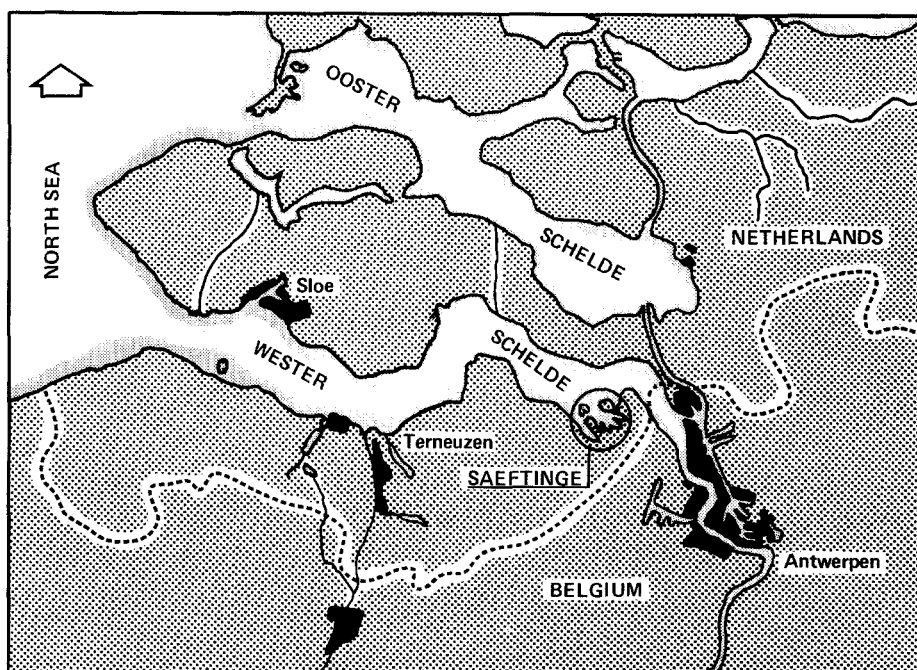 OOSTER
NORTH SEA
SCHELDE
NETHERLANDS
Sloe
WESTER
SCHELDE
Terneuzen
SAEFTINGE
BELGIUM
Antwerpen